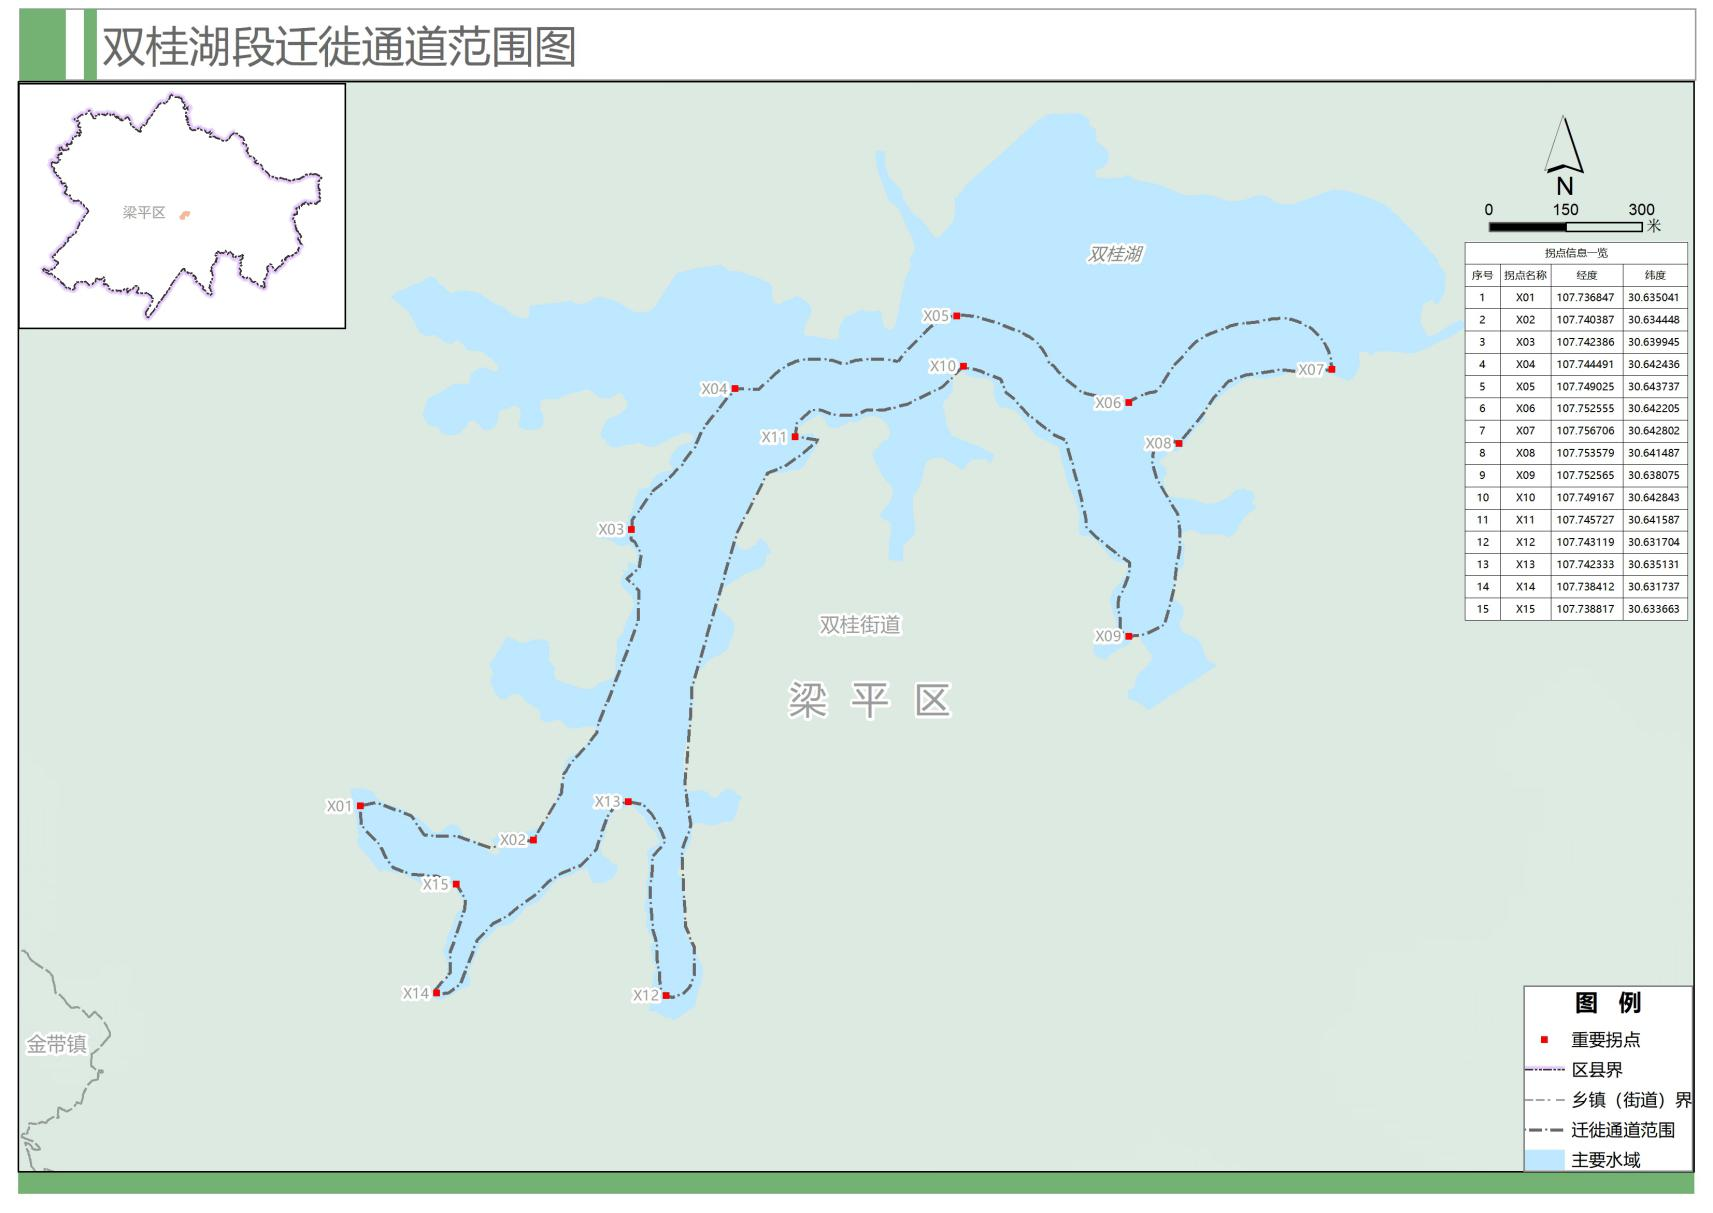 双桂湖段迁徙通道范围图
梁平区
N
0 150 300
米
双桂湖
拐点信息一览
序号 拐点名称 经度 纬度
1 X01 107.736847 30.635041
2 X02 107.740387 30.634448
3 X03 107.742386 30.639945
4 X04 107.744491 30.642436
5 X05 107.749025 30.643737
6 X06 107.752555 30.642205
7 X07 107.756706 30.642802
8 X08 107.753579 30.641487
9 X09 107.752565 30.638075
10 X10 107.749167 30.642843
11 X11 107.745727 30.641587
12 X12 107.743119 30.631704
13 X13 107.742333 30.635131
14 X14 107.738412 30.631737
15 X15 107.738817 30.633663
X05
X10
X07
X04
X06
X11
X08
X03
双桂街道
X09
梁平区
X13
X01
X02
X15
X14
X12
金带镇
图 例
重要拐点
区县界
乡镇（街道）界
迁徙通道范围
主要水域